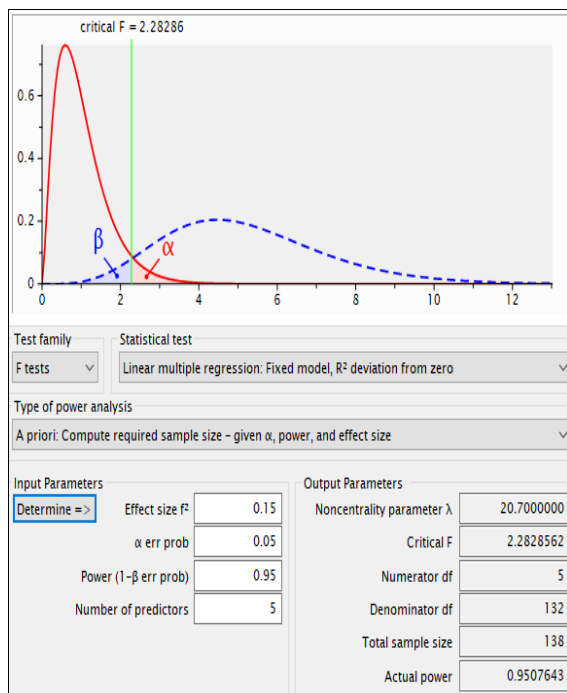 critical F = 2.28286
0.6
0.4
0.2
0
β
α
0 2 4 6 8 10 12
Test family
Statistical test
F tests
Linear multiple regression: Fixed model, R² deviation from zero
Type of power analysis
A priori: Compute required sample size - given α, power, and effect size
Input Parameters
Determine =>
Effect size f² 0.15
α err prob 0.05
Power (1-β err prob) 0.95
Number of predictors 5
Output Parameters
Noncentrality parameter λ 20.7000000
Critical F 2.2828562
Numerator df 5
Denominator df 132
Total sample size 138
Actual power 0.9507643